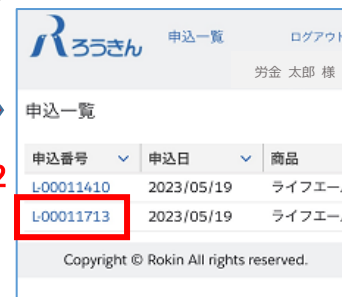 ろうきん 申込一覧 ログアウト
労金 太郎 様
申込一覧
申込番号 申込日 商品
L-00011410 2023/05/19 ライフエー
2
L-00011713 2023/05/19 ライフエー
Copyright © Rokin All rights reserved.